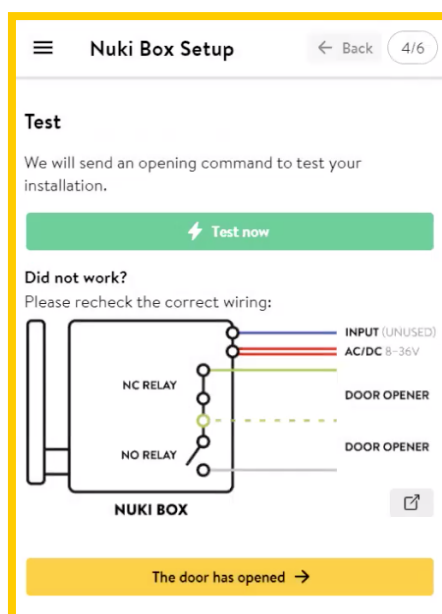 Nuki Box Setup
← Back
4/6
Test
We will send an opening command to test your
installation.
Test now
Did not work?
Please recheck the correct wiring:
INPUT (UNUSED)
AC/DC 8-36V
NC RELAY
DOOR OPENER
NO RELAY
DOOR OPENER
NUKI BOX
The door has opened →